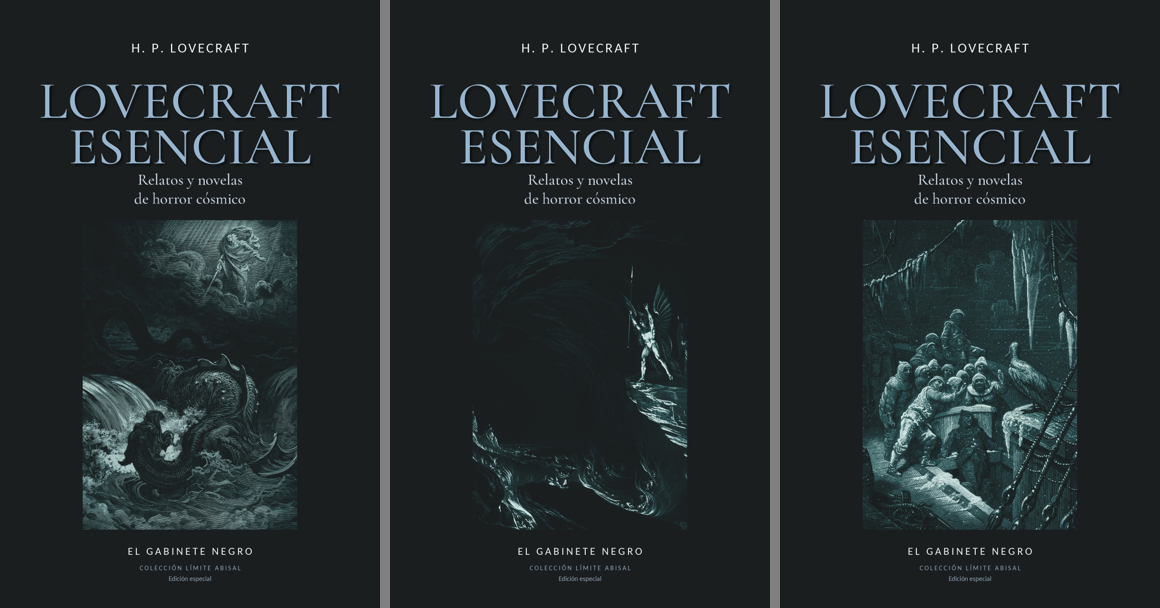 H. P. LOVECRAFT
LOVECRAFT
ESENCIAL
Relatos y novelas
de horror cósmico
EL GABINETE NEGRO
COLECCIÓN LÍMITE ABISAL
Edición especial
H. P. LOVECRAFT
LOVECRAFT
ESENCIAL
Relatos y novelas
de horror cósmico
EL GABINETE NEGRO
COLECCIÓN LÍMITE ABISAL
Edición especial
H. P. LOVECRAFT
LOVECRAFT
ESENCIAL
Relatos y novelas
de horror cósmico
EL GABINETE NEGRO
COLECCIÓN LÍMITE ABISAL
Edición especial